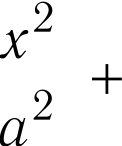 x² +
a²